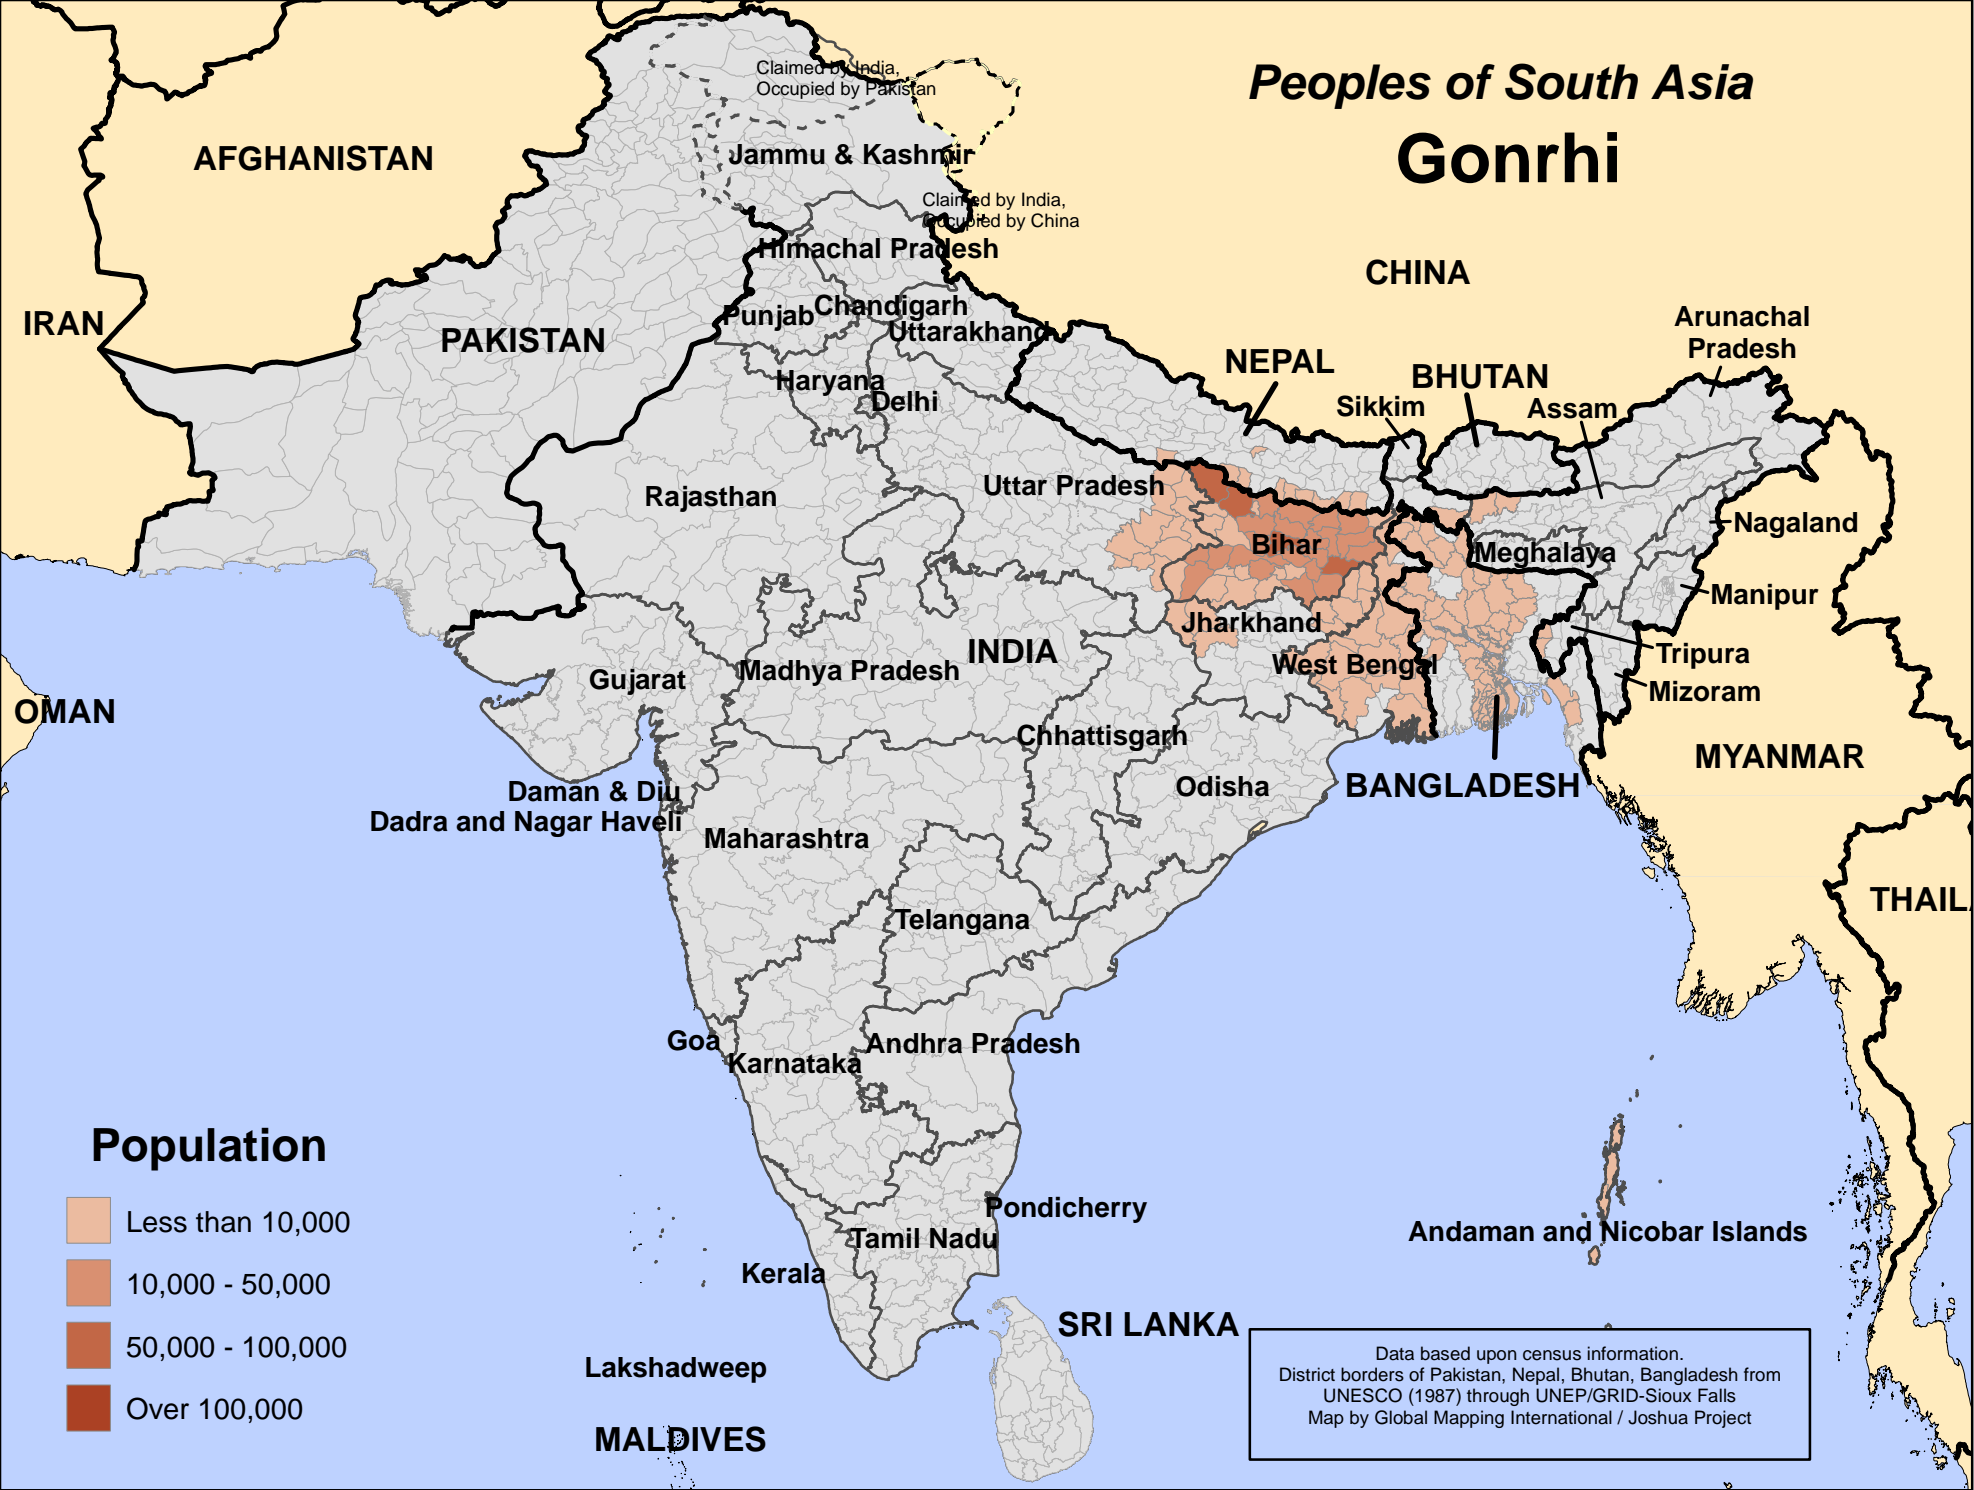 Peoples of South Asia
Gonrhi
Claimed by India,
Occupied by Pakistan
AFGHANISTAN
Jammu & Kashmir
Claimed by India,
Occupied by China
Himachal Pradesh
CHINA
IRAN
PAKISTAN
Punjab
Chandigarh
Uttarakhand
Arunachal
Pradesh
NEPAL
BHUTAN
Haryana
Delhi
Sikkim
Assam
Rajasthan
Uttar Pradesh
Nagaland
Bihar
Meghalaya
Manipur
Jharkhand
INDIA
Tripura
West Bengal
Madhya Pradesh
Gujarat
Mizoram
OMAN
Chhattisgarh
MYANMAR
Odisha
BANGLADESH
Daman & Diu
Dadra and Nagar Haveli
Maharashtra
THAIL
Telangana
Goa
Andhra Pradesh
Karnataka
Population
Pondicherry
Less than 10,000
Andaman and Nicobar Islands
Tamil Nadu
Kerala
10,000 - 50,000
SRI LANKA
50,000 - 100,000
Lakshadweep
Over 100,000
MALDIVES
Data based upon census information.
District borders of Pakistan, Nepal, Bhutan, Bangladesh from
UNESCO (1987) through UNEP/GRID-Sioux Falls
Map by Global Mapping International / Joshua Project